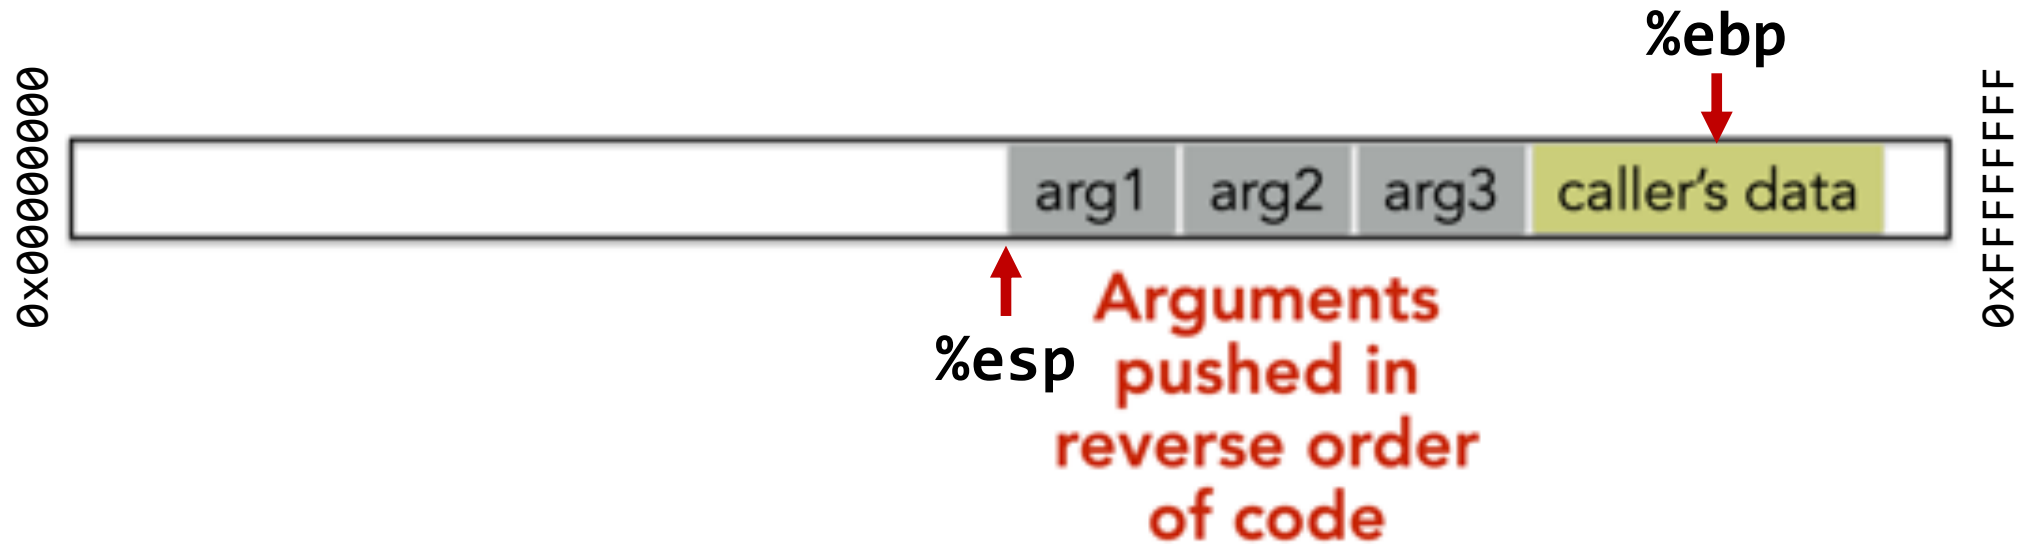 %ebp
0x00000000
arg1 arg2 arg3 caller's data
0xFFFFFFFF
%esp
Arguments
pushed in
reverse order
of code